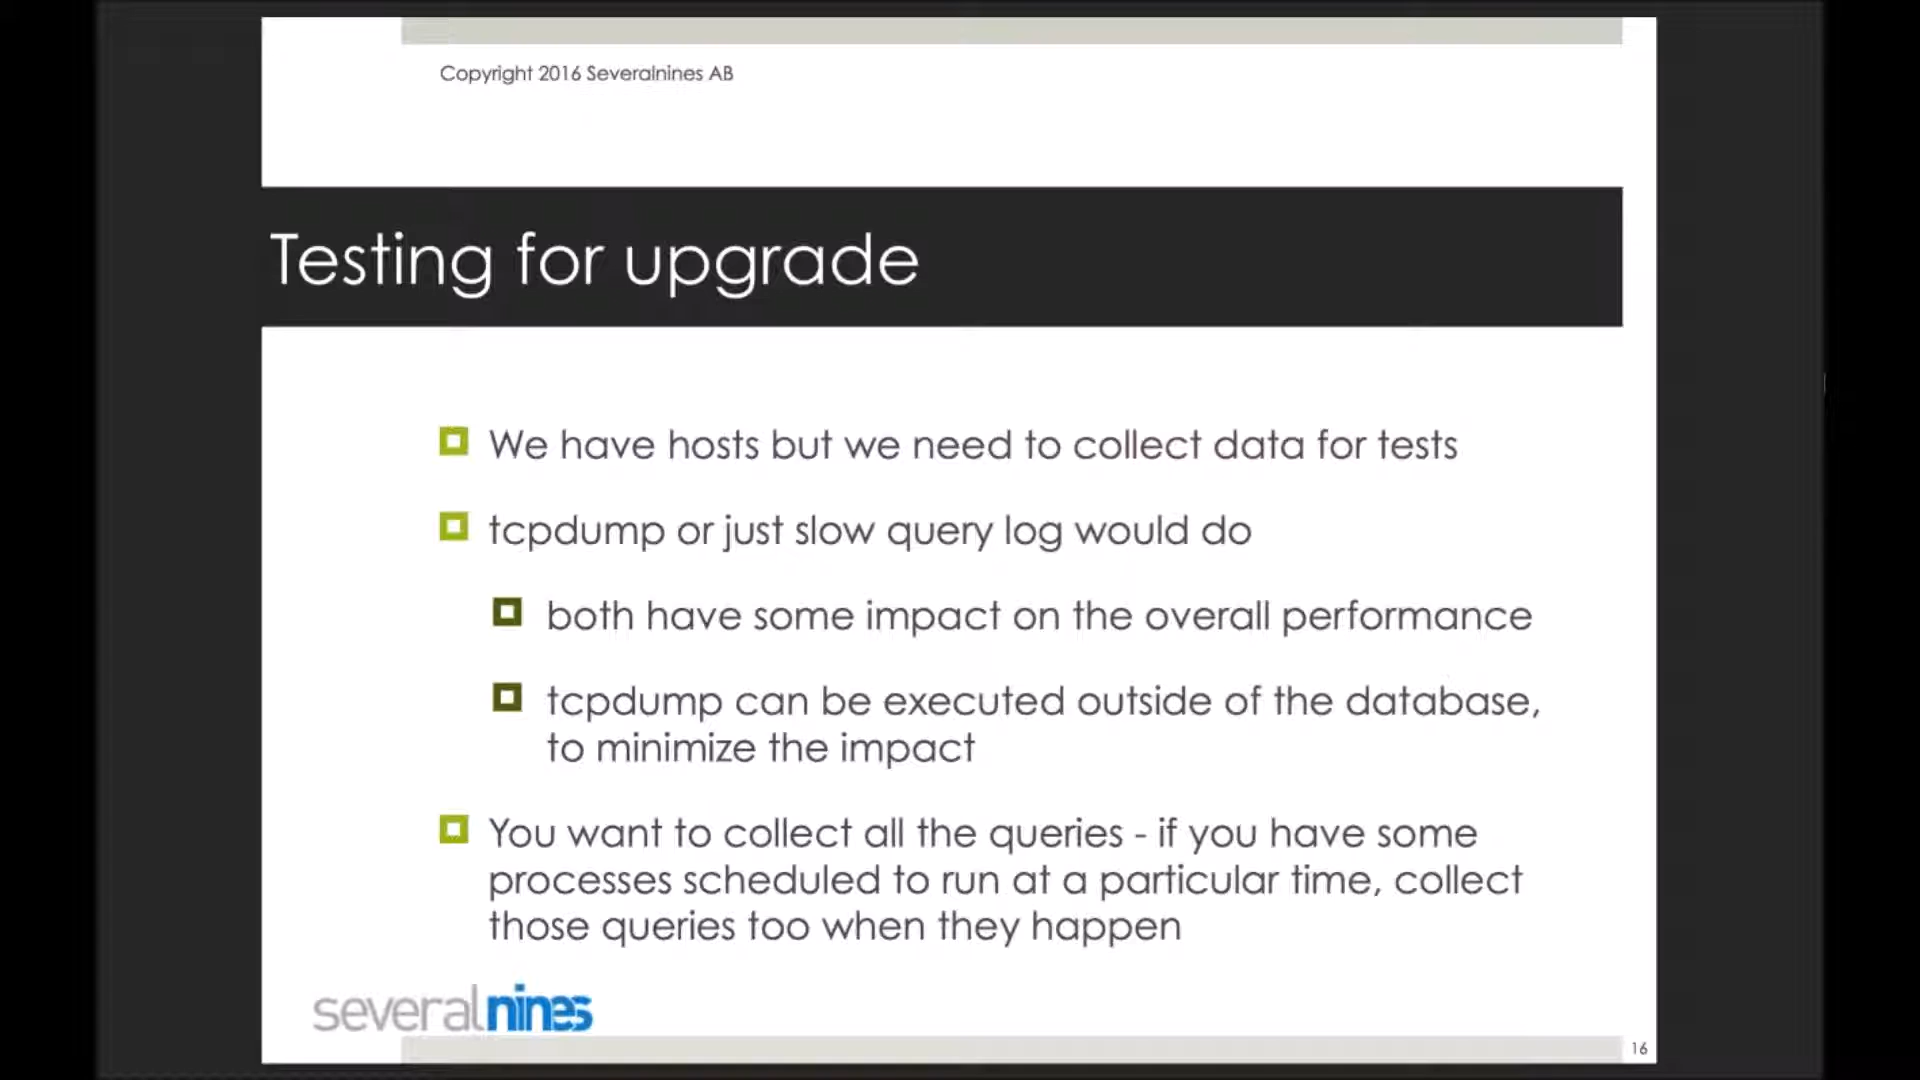 Copyright 2016 Severalnines AB
Testing for upgrade
We have hosts but we need to collect data for tests
tcpdump or just slow query log would do
both have some impact on the overall performance
tcpdump can be executed outside of the database,
to minimize the impact
You want to collect all the queries - if you have some
processes scheduled to run at a particular time, collect
those queries too when they happen
severalnines
16